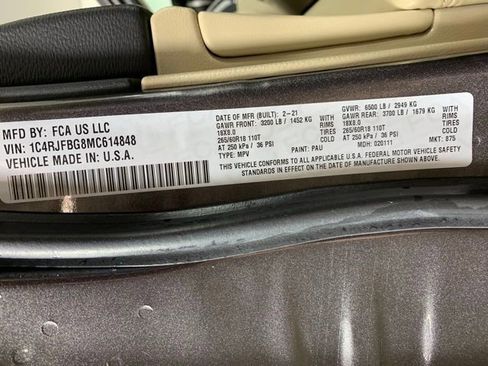 MFD BY: FCA US LLC
VIN: 1C4RJFBG8MC614848
VEHICLE MADE IN: U.S.A.
DATE OF MFR (BUILT): 2-21
GAWR FRONT: 3200 LB / 1452 KG
18X8.0 RIMS
265/60R18 110T TIRES
AT 250 kPa / 36 PSI COLD
TYPE: MPV PAINT: PAU
GVWR: 6500 LB / 2949 KG
GAWR REAR: 3700 LB / 1679 KG
18X8.0 RIMS
265/60R18 110T TIRES
AT 250 kPa / 36 PSI COLD
MDH: 020111 MKT: 875
THIS VEHICLE CONFORMS TO ALL APPLICABLE U.S.A. FEDERAL MOTOR VEHICLE SAFETY
STANDARDS IN EFFECT ON THE DATE OF MANUFACTURE SHOWN ABOVE.